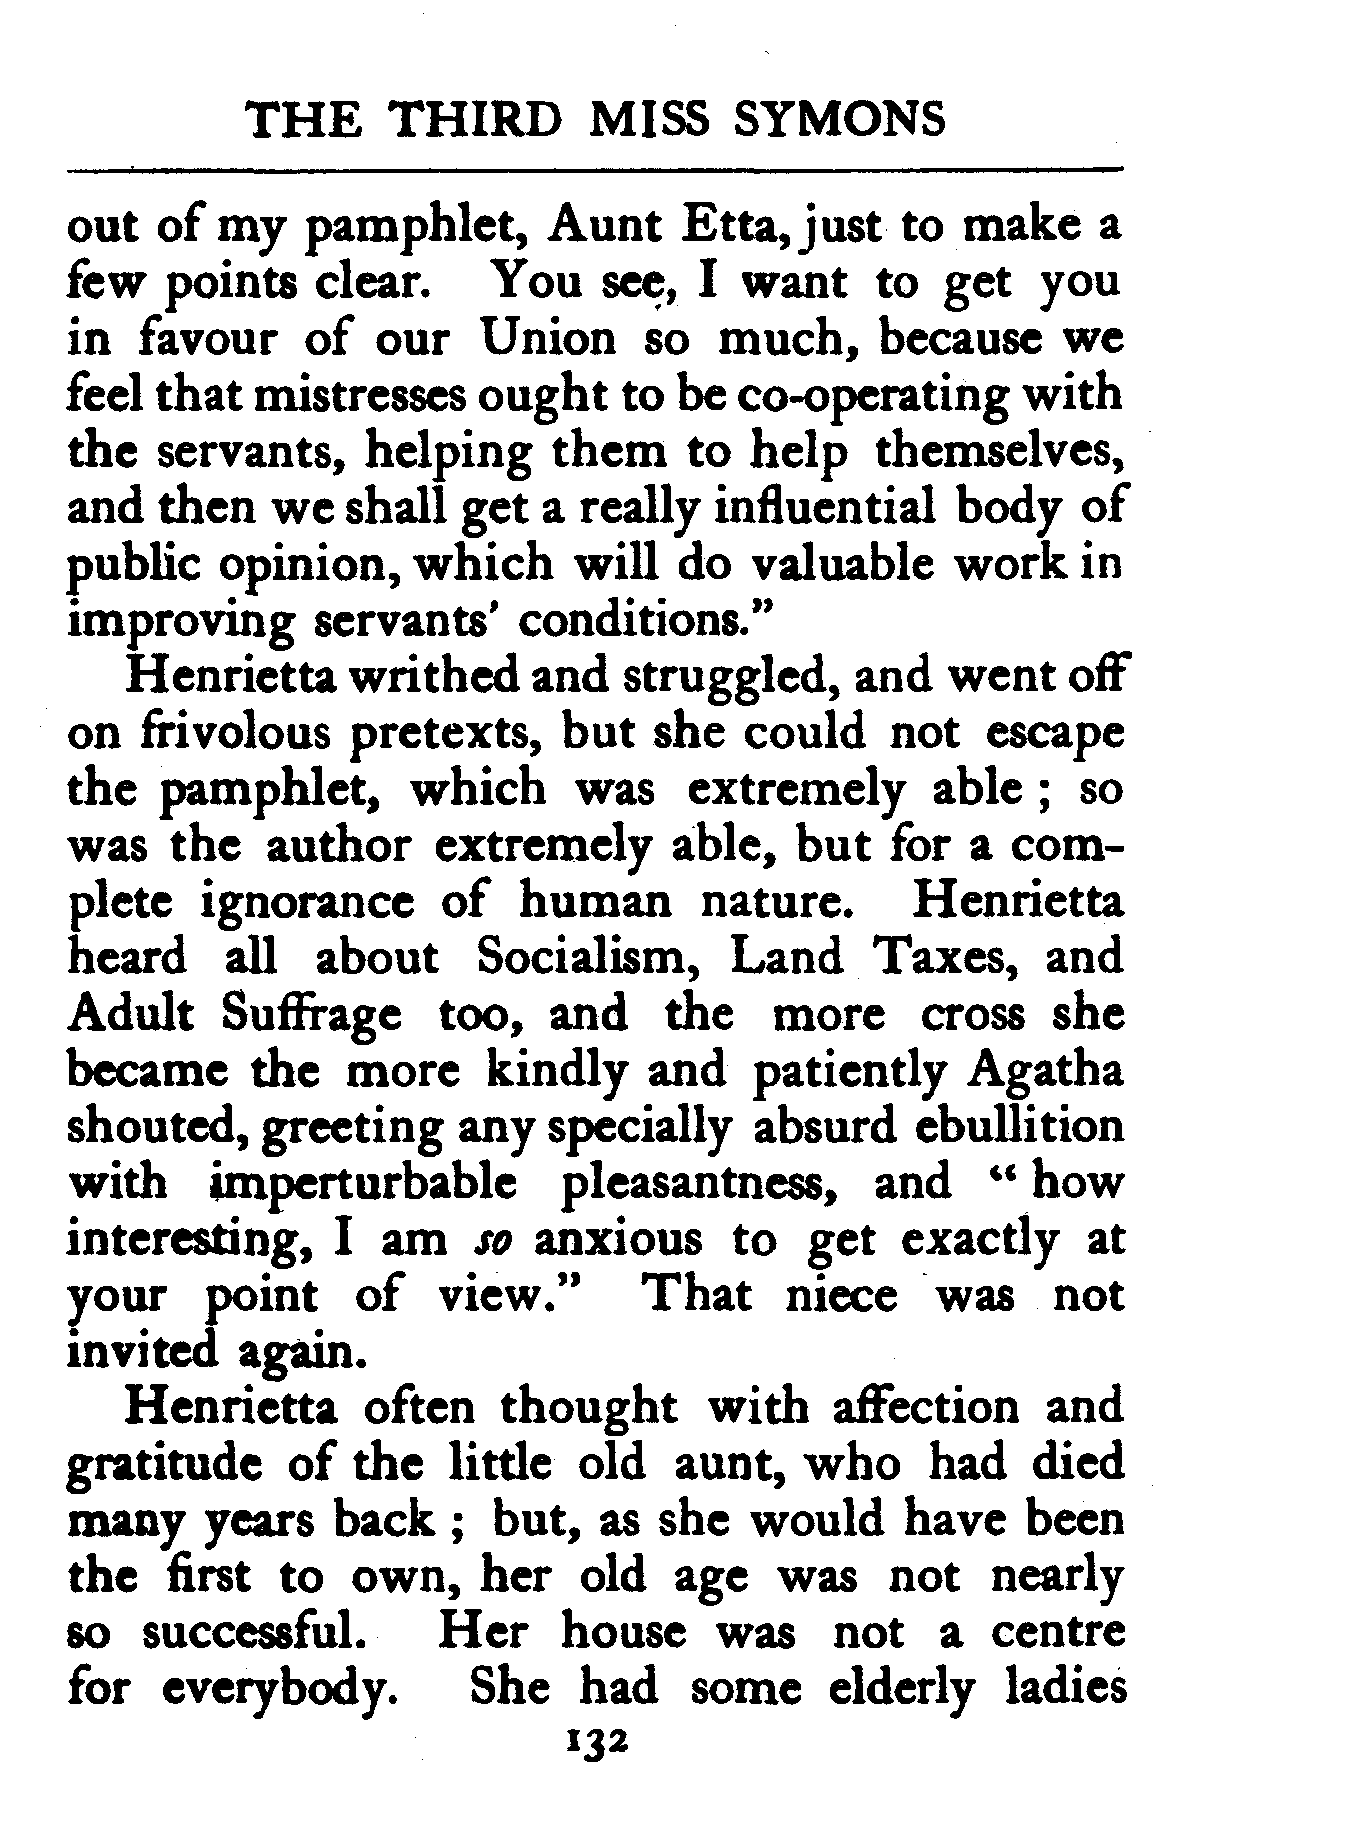 THE THIRD MISS SYMONS
out of my pamphlet, Aunt Etta, just to make a
few points clear. You see, I want to get you
in favour of our Union so much, because we
feel that mistresses ought to be co-operating with
the servants, helping them to help themselves,
and then we shall get a really influential body of
public opinion, which will do valuable work in
improving servants' conditions."
Henrietta writhed and struggled, and went off
on frivolous pretexts, but she could not escape
the pamphlet, which was extremely able ; so
was the author extremely able, but for a com-
plete ignorance of human nature. Henrietta
heard all about Socialism, Land Taxes, and
Adult Suffrage too, and the more cross she
became the more kindly and patiently Agatha
shouted, greeting any specially absurd ebullition
with imperturbable pleasantness, and “ how
interesting, I am so anxious to get exactly at
your point of view.” That niece was not
invited again.
Henrietta often thought with affection and
gratitude of the little old aunt, who had died
many years back ; but, as she would have been
the first to own, her old age was not nearly
so successful. Her house was not a centre
for everybody. She had some elderly ladies
132